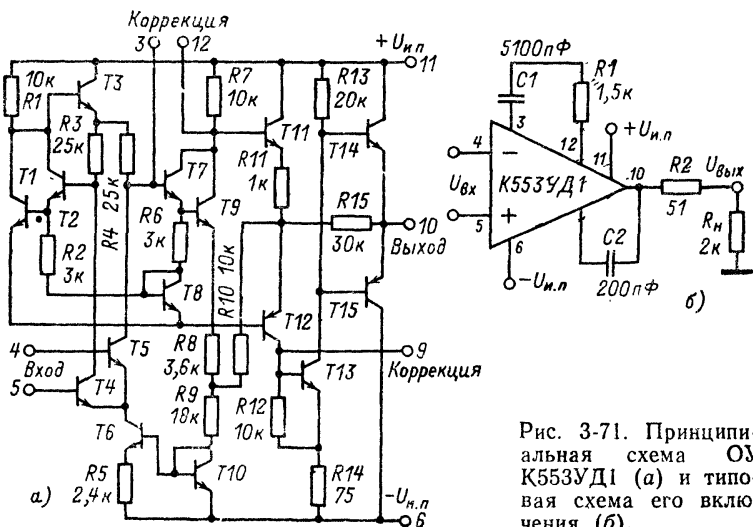 Коррекция
3 12
+Uи.п
11
10к
R1
T3
R7
10к
R13
20к
R3
25к
T11
T14
T1
T2
T7
R11
1к
25к
R4
R6
3к
T9
R15
30к
10
Выход
R2
3к
T8
R10 10к
T12
T15
4
Вход
5
T5
T4
R8
3,6к
T13
9
Коррекция
R9
18к
R12
10к
T6
R5
2,4к
T10
R14
75
-Uи.п
6
а)
5100пФ
C1
R1
1,5к
3
12
+Uи.п
11
4
Uвх
5
К553УД1
10
R2
51
Uвых
6
-Uи.п
C2
200пФ
Rн
2к
б)
Рис. 3-71. Принципи-
альная схема ОУ
К553УД1 (а) и типо-
вая схема его вклю-
чения (б)